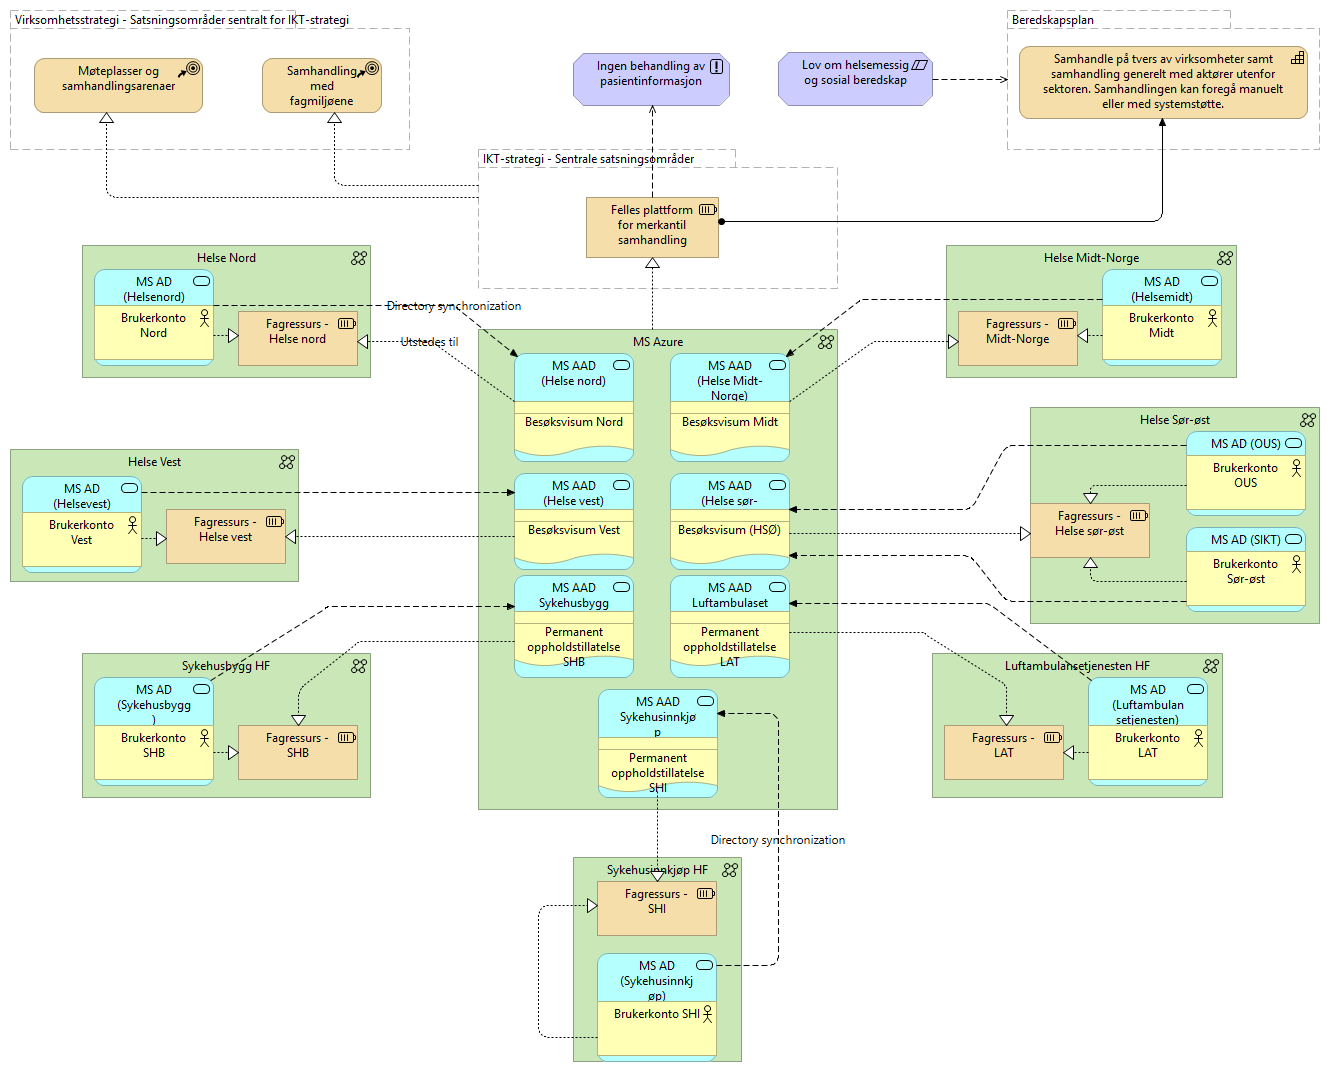 Virksomhetsstrategi - Satsningsområder sentralt for IKT-strategi
Møteplasser og
samhandlingsarenaer
Samhandling
med
fagmiljøene
Ingen behandling av
pasientinformasjon
Lov om helsemessig
og sosial beredskap
Beredskapsplan
Samhandle på tvers av virksomheter samt
samhandling generelt med aktører utenfor
sektoren. Samhandlingen kan foregå manuelt
eller med systemstøtte.
IKT-strategi - Sentrale satsningsområder
Felles plattform
for merkantil
samhandling
Helse Nord
MS AD
(Helsenord)
Brukerkonto
Nord
Fagressurs -
Helse nord
Directory synchronization
Utstedes til
Helse Midt-Norge
MS AD
(Helsemidt)
Brukerkonto
Midt
Fagressurs -
Midt-Norge
MS Azure
MS AAD
(Helse nord)
Besøksvisum Nord
MS AAD
(Helse Midt-
Norge)
Besøksvisum Midt
Helse Vest
MS AD
(Helsevest)
Brukerkonto
Vest
Fagressurs -
Helse vest
MS AAD
(Helse vest)
Besøksvisum Vest
MS AAD
(Helse sør-
Besøksvisum (HSØ)
Helse Sør-øst
MS AD (OUS)
Brukerkonto
OUS
Fagressurs -
Helse sør-øst
MS AD (SIKT)
Brukerkonto
Sør-øst
MS AAD
Sykehusbygg
Permanent
oppholdstillatelse
SHB
MS AAD
Luftambulaset
Permanent
oppholdstillatelse
LAT
Sykehusbygg HF
MS AD
(Sykehusbygg
)
Brukerkonto
SHB
Fagressurs -
SHB
Luftambulansetjenesten HF
MS AD
(Luftambulan
setjenesten)
Brukerkonto
LAT
Fagressurs -
LAT
MS AAD
Sykehusinnkjø
p
Permanent
oppholdstillatelse
SHI
Directory synchronization
Sykehusinnkjøp HF
Fagressurs -
SHI
MS AD
(Sykehusinnkj
øp)
Brukerkonto SHI